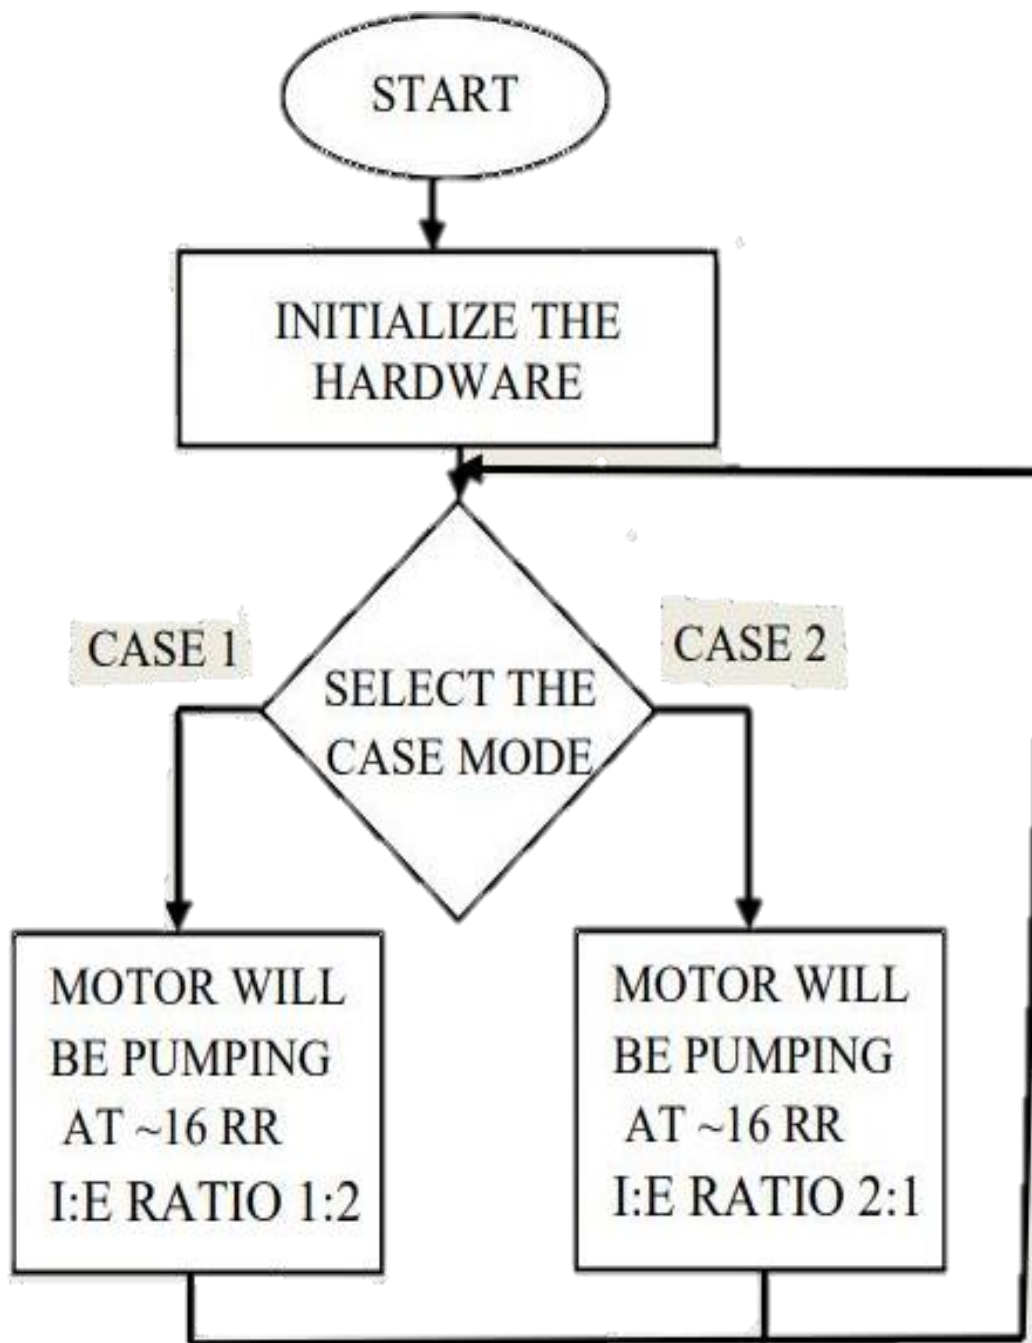 START
INITIALIZE THE
HARDWARE
CASE 1
CASE 2
SELECT THE
CASE MODE
MOTOR WILL
BE PUMPING
AT ~16 RR
I:E RATIO 1:2
MOTOR WILL
BE PUMPING
AT ~16 RR
I:E RATIO 2:1